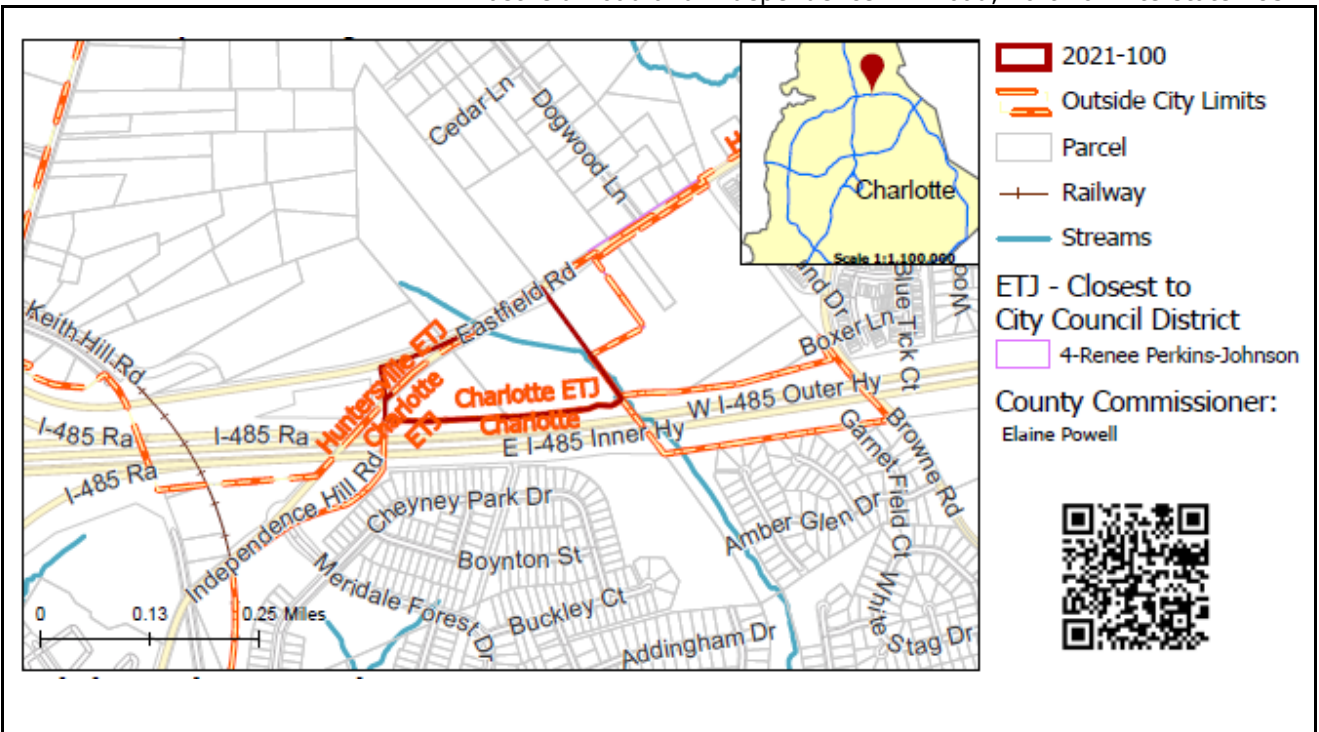 2021-100
Outside City Limits
Parcel
Railway
Streams
ETJ - Closest to
City Council District
4-Renee Perkins-Johnson
County Commissioner:
Elaine Powell
Charlotte
Scale 1:1,100,000
Cedar Ln
Dogwood Ln
Eastfield Rd
Keith Hill Rd
Huntersville ETJ
Charlotte
ETJ
Charlotte ETJ
Charlotte
Boxer Ln
Blue Tick Ct
W I-485 Outer Hy
E I-485 Inner Hy
I-485 Ra
I-485 Ra
I-485 Ra
Independence Hill Rd
Cheyney Park Dr
Boynton St
Meridale Forest Dr
Buckley Ct
Addingham Dr
Amber Glen Dr
Garnet Field Ct
Browne Rd
White Stag Dr
0 0.13 0.25 Miles